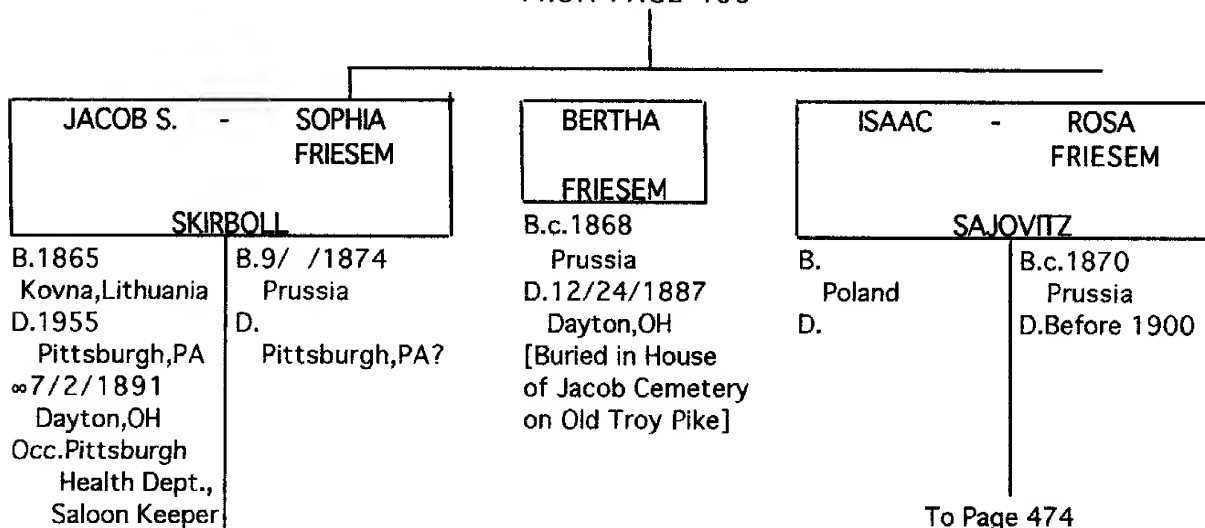 JACOB S. - SOPHIA
FRIESEM
SKIRBOLL
B.1865
Kovna,Lithuania
D.1955
Pittsburgh,PA
∞7/2/1891
Dayton,OH
Occ.Pittsburgh
Health Dept.,
Saloon Keeper
B.9/ /1874
Prussia
D.
Pittsburgh,PA?
BERTHA
FRIESEM
B.c.1868
Prussia
D.12/24/1887
Dayton,OH
[Buried in House
of Jacob Cemetery
on Old Troy Pike]
ISAAC - ROSA
FRIESEM
SAJOVITZ
B.
Poland
D.
B.c.1870
Prussia
D.Before 1900
To Page 474